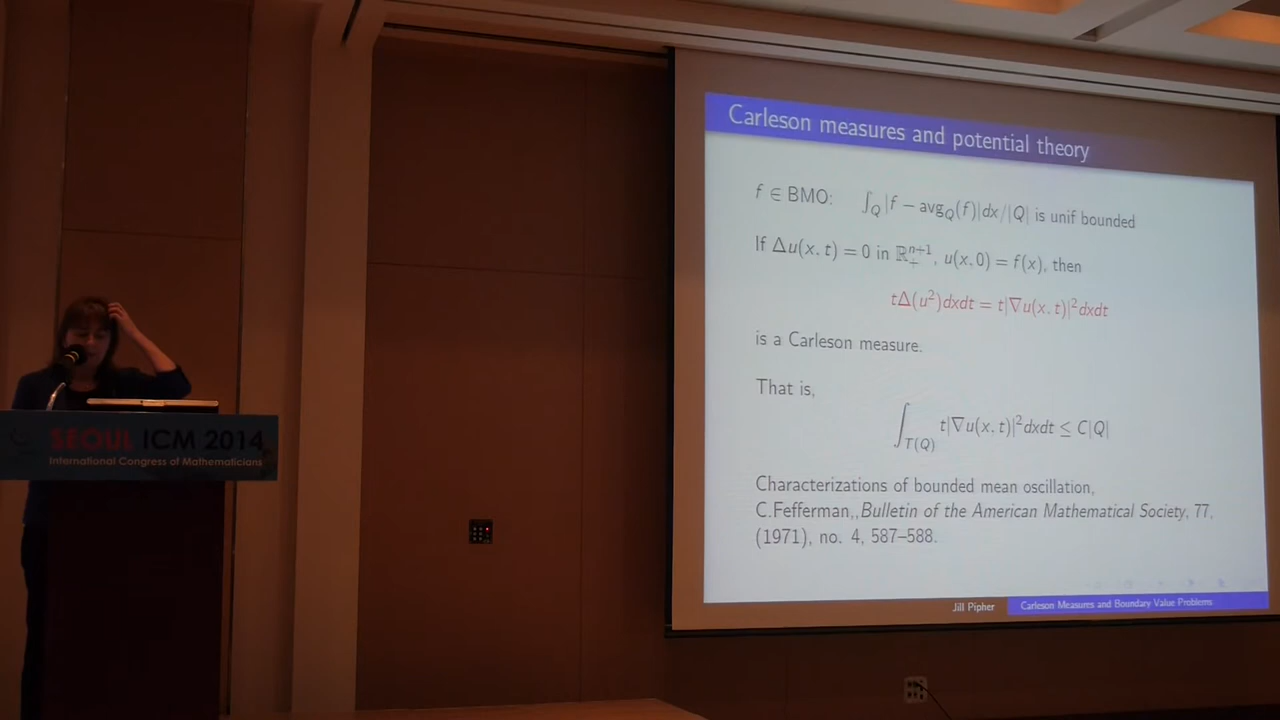 Carleson measures and potential theory
f ∈ BMO: ∫_Q |f − avg_Q(f)|dx/|Q| is unif bounded
If Δu(x, t) = 0 in ℝ^{n+1}_+, u(x, 0) = f(x), then
tΔ(u²)dxdt = t|∇u(x, t)|²dxdt
is a Carleson measure.
That is,
∫_{T(Q)} t|∇u(x, t)|²dxdt ≤ C|Q|
Characterizations of bounded mean oscillation,
C.Fefferman,,Bulletin of the American Mathematical Society, 77,
(1971), no. 4, 587–588.
Jill Pipher Carleson Measures and Boundary Value Problems
SEOUL ICM 2014
International Congress of Mathematicians